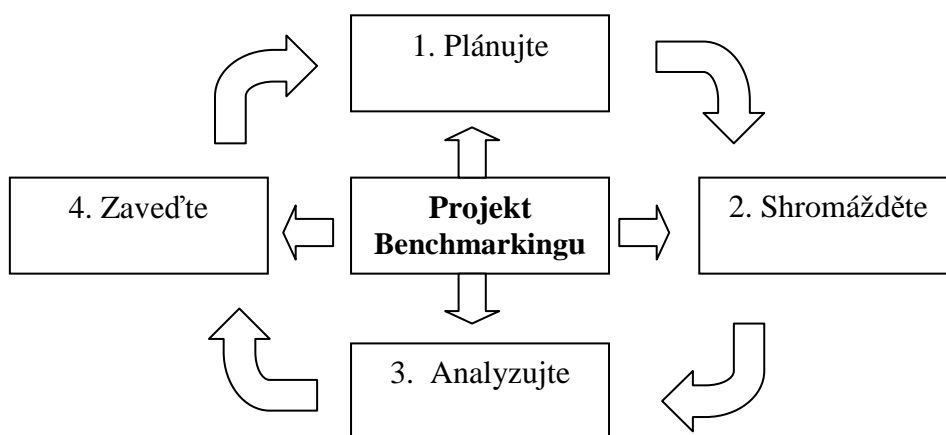 1. Plánujte
4. Zaveďte
Projekt
Benchmarkingu
2. Shromážděte
3. Analyzujte